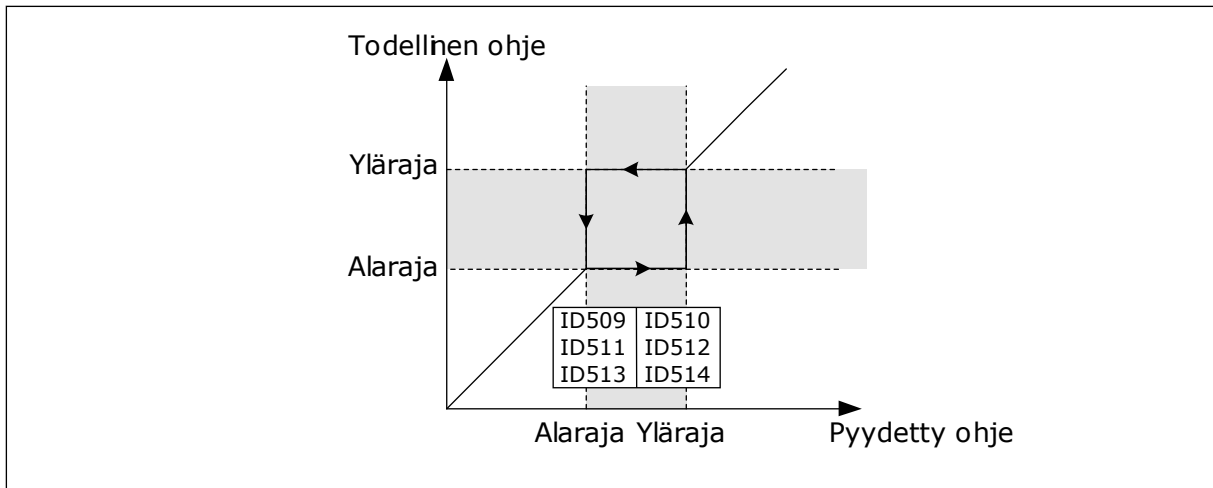 Todellinen ohje
Yläraja
Alaraja
ID509 ID510
ID511 ID512
ID513 ID514
Alaraja Yläraja
Pyydetty ohje